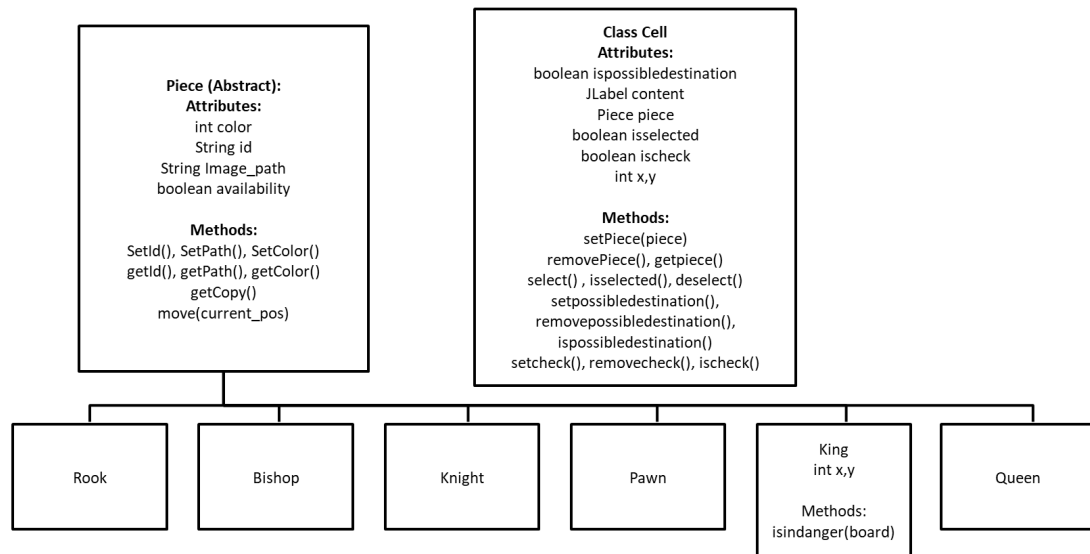 Piece (Abstract):
Attributes:
int color
String id
String Image_path
boolean availability
Methods:
SetId(), SetPath(), SetColor()
getId(), getPath(), getColor()
getCopy()
move(current_pos)
Class Cell
Attributes:
boolean ispossibledestination
JLabel content
Piece piece
boolean isselected
boolean ischeck
int x,y
Methods:
setPiece(piece)
removePiece(), getpiece()
select() , isselected(), deselect()
setpossibledestination(),
removepossibledestination(),
ispossibledestination()
setcheck(), removecheck(), ischeck()
Rook
Bishop
Knight
Pawn
King
int x,y
Methods:
isindanger(board)
Queen